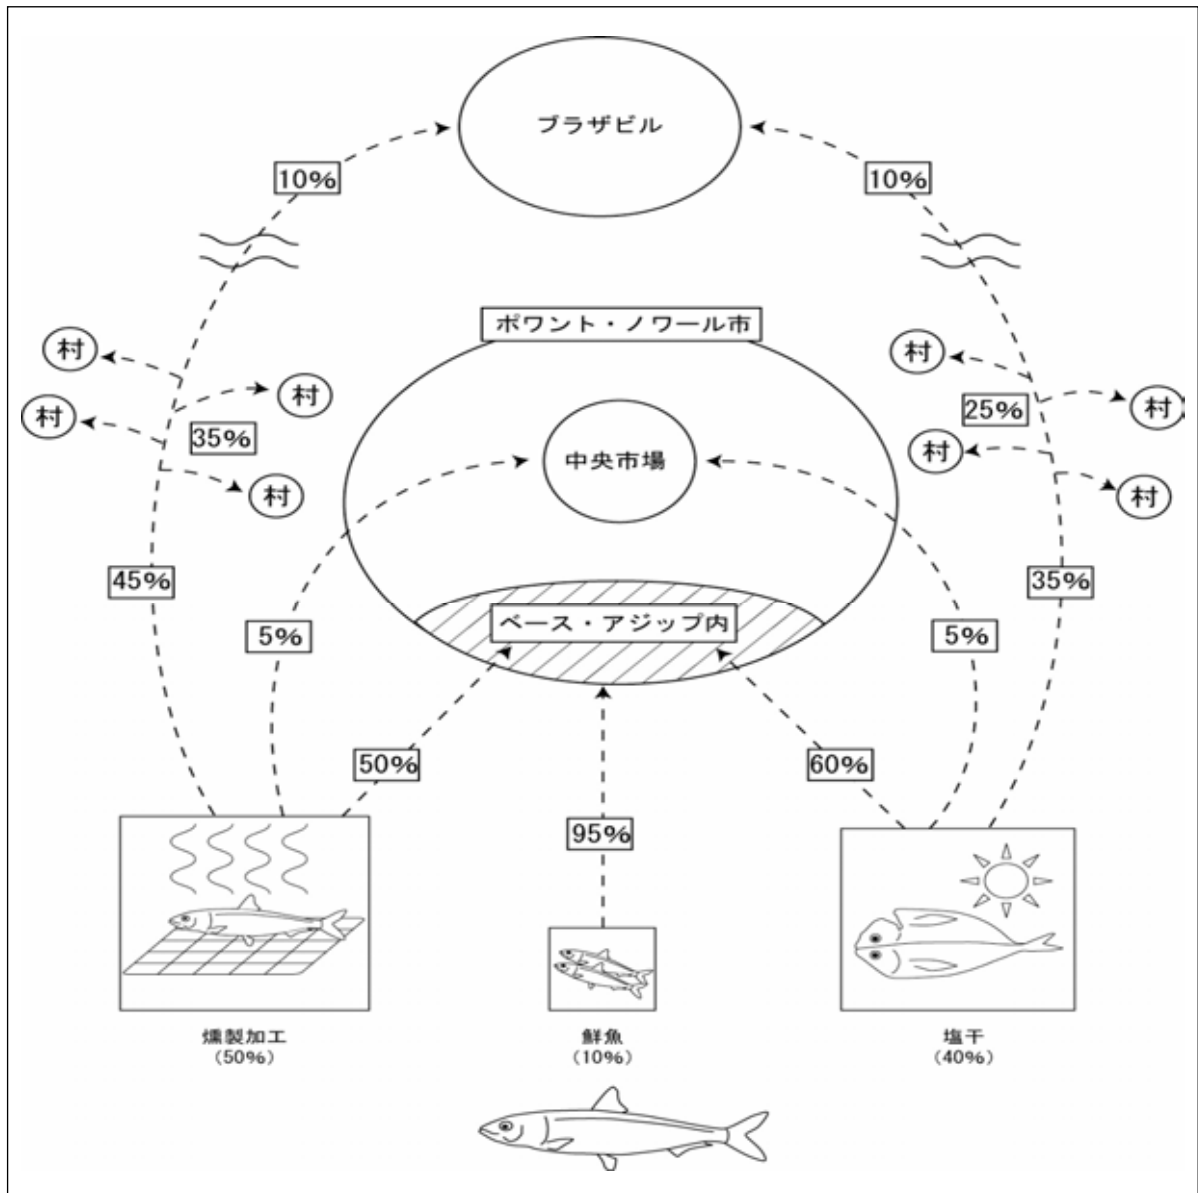 ブラザビル
10%
10%
ポワント・ノワール市
村
村
村
村
35%
村
中央市場
村
村
25%
村
村
45%
5%
ベース・アジップ内
5%
35%
50%
95%
60%
燻製加工
(50%)
鮮魚
(10%)
塩干
(40%)